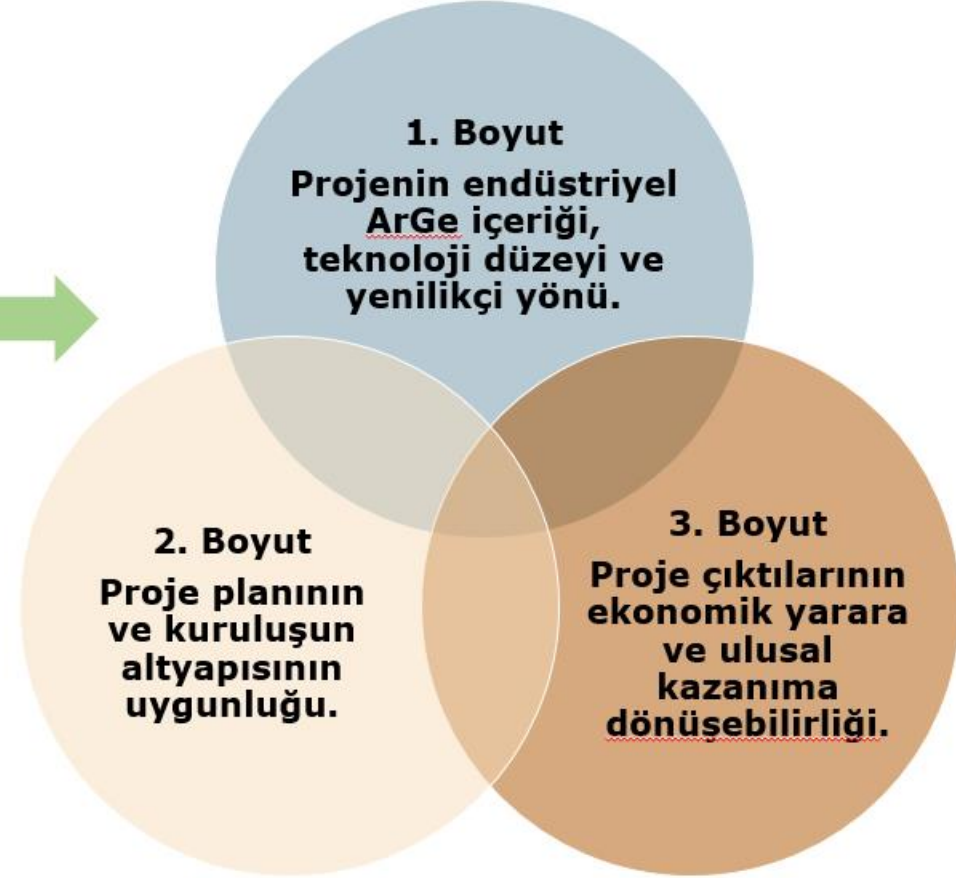 1. Boyut
Projenin endüstriyel
ArGe içeriği,
teknoloji düzeyi ve
yenilikçi yönü.
2. Boyut
Proje planının
ve kuruluşun
altyapısının
uygunluğu.
3. Boyut
Proje çıktılarının
ekonomik yarara
ve ulusal
kazanıma
dönüşebilirliği.